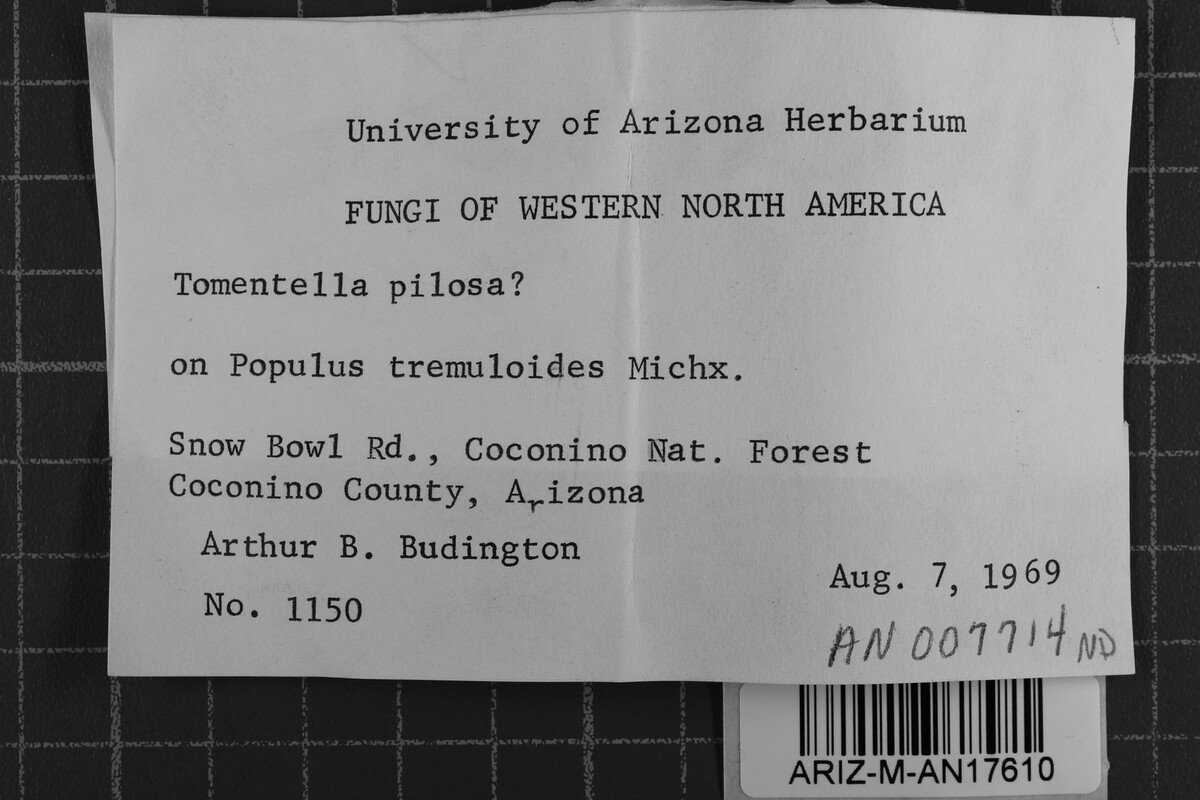 University of Arizona Herbarium
FUNGI OF WESTERN NORTH AMERICA
Tomentella pilosa?
on Populus tremuloides Michx.
Snow Bowl Rd., Coconino Nat. Forest
Coconino County, Arizona
Arthur B. Budington
No. 1150
Aug. 7, 1969
AN 007714 ND
ARIZ-M-AN17610